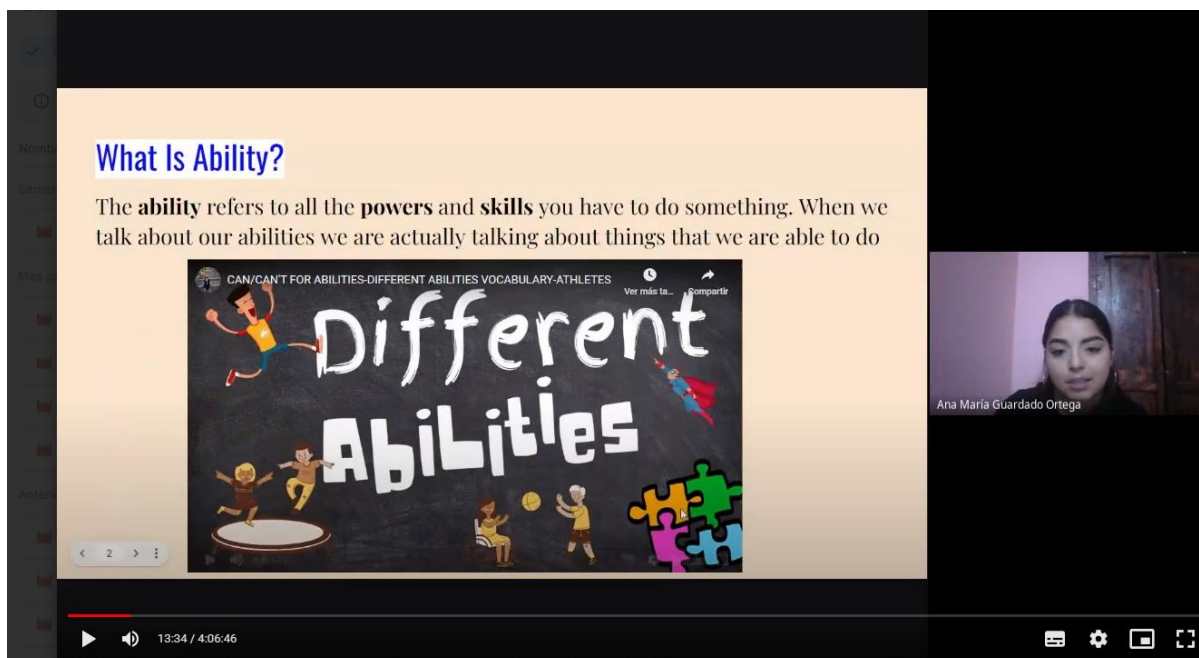 What Is Ability?
The ability refers to all the powers and skills you have to do something. When we
talk about our abilities we are actually talking about things that we are able to do
CAN/CAN'T FOR ABILITIES-DIFFERENT ABILITIES VOCABULARY-ATHLETES
Ver más ta...
Compartir
Different
Abilities
Ana María Guardado Ortega
2
13:34 / 4:06:46